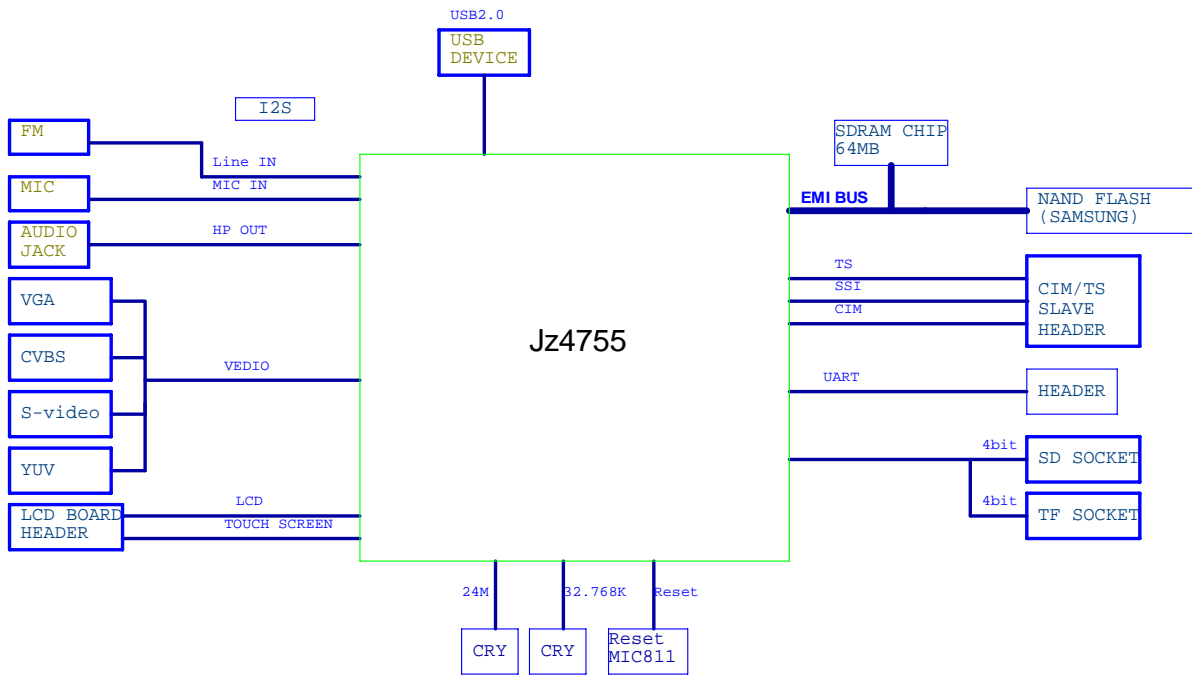 USB2.0
USB
DEVICE
I2S
FM
Line IN
MIC
MIC IN
AUDIO
JACK
HP OUT
VGA
CVBS
VEDIO
S-video
YUV
LCD BOARD
HEADER
LCD
TOUCH SCREEN
Jz4755
SDRAM CHIP
64MB
EMI BUS
NAND FLASH
(SAMSUNG)
TS
SSI
CIM
CIM/TS
SLAVE
HEADER
UART
HEADER
4bit
SD SOCKET
4bit
TF SOCKET
24M
32.768K
Reset
CRY
CRY
Reset
MIC811